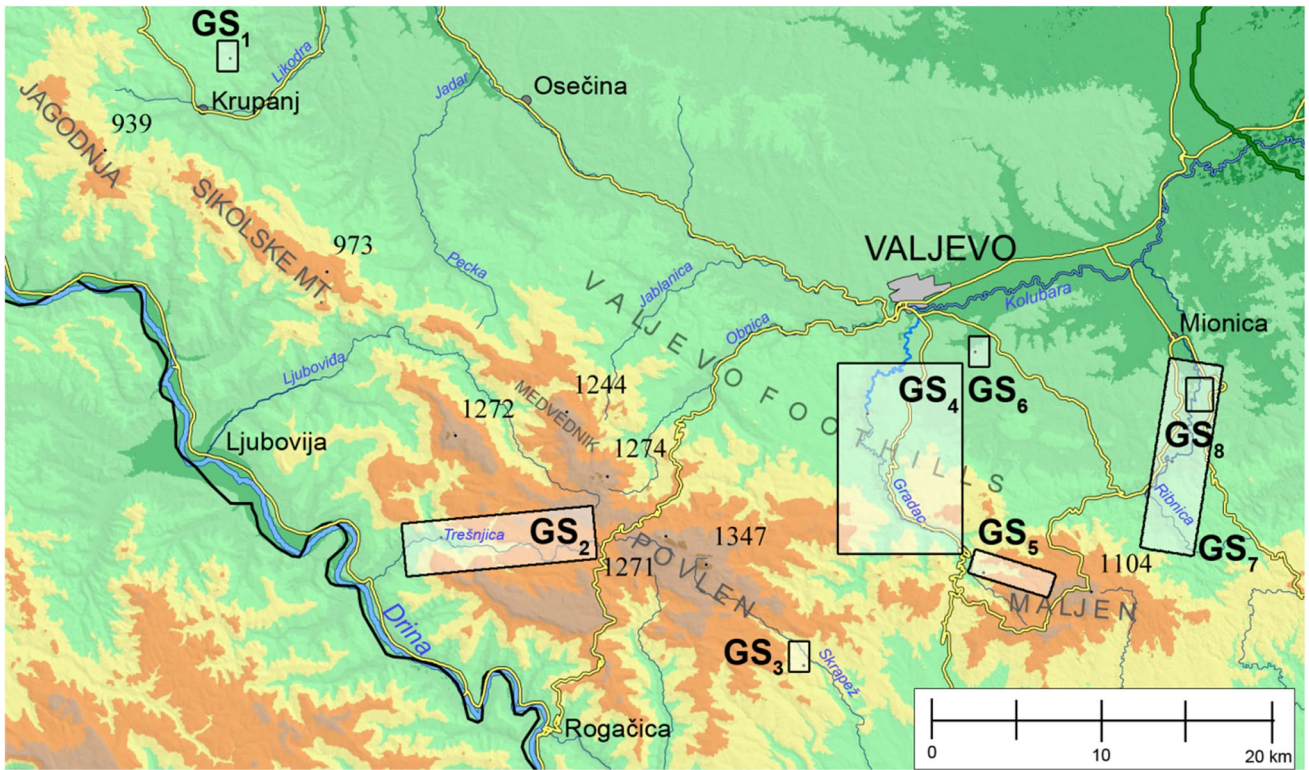 GS1
Likodra
Krupanj
Jadar
Osečina
JAGODNJA
939
SIKOLSKE MT.
973
Pecka
VALJEVO
Jablanica
Kolubara
VALJEVO FOOTHILLS
Obnica
Mionica
Ljuboviđa
1244
MEDVEDNIK
1272
GS4
GS6
Ljubovija
1274
GS8
Gradac
Ribnica
Trešnjica
GS2
POVLEN
1347
GS5
GS7
1271
1104
MALJEN
Drina
GS3
Skrapež
Rogačica
0
10
20 km